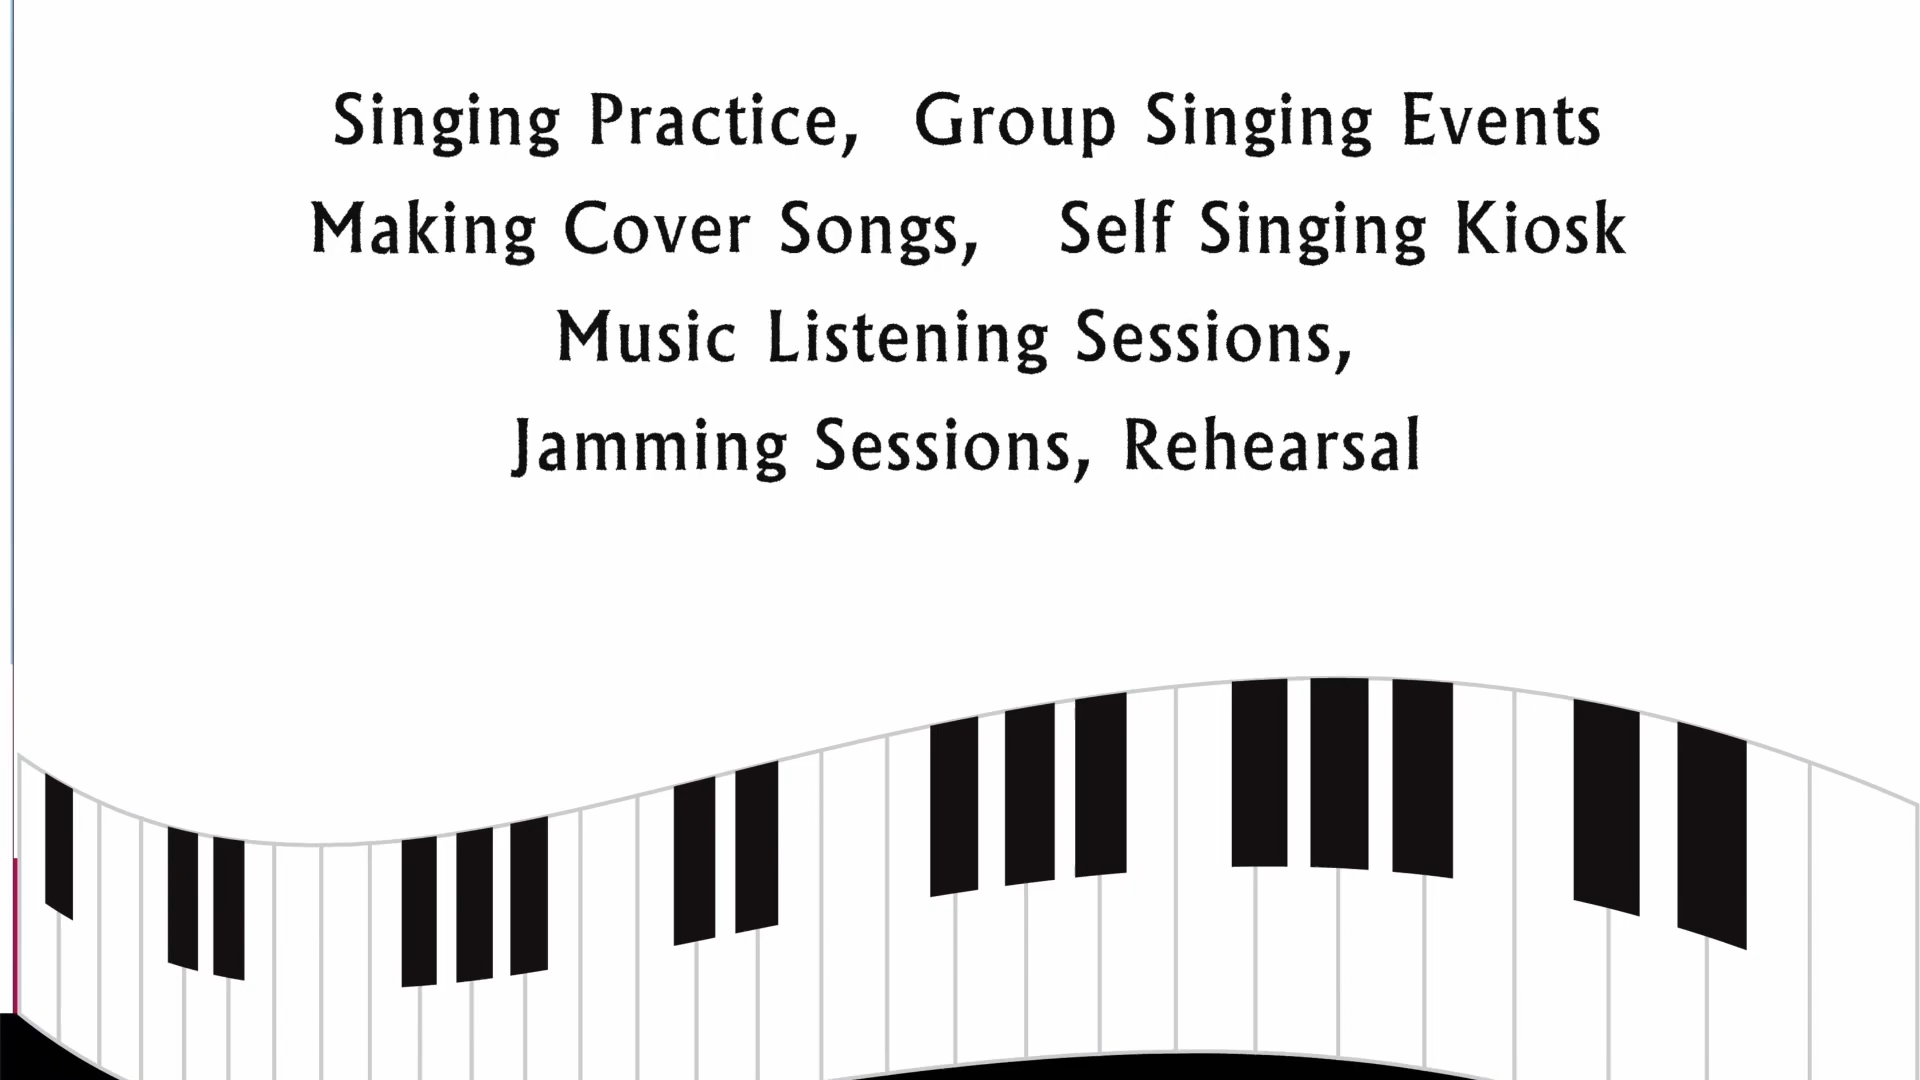 Singing Practice, Group Singing Events
Making Cover Songs, Self Singing Kiosk
Music Listening Sessions,
Jamming Sessions, Rehearsal